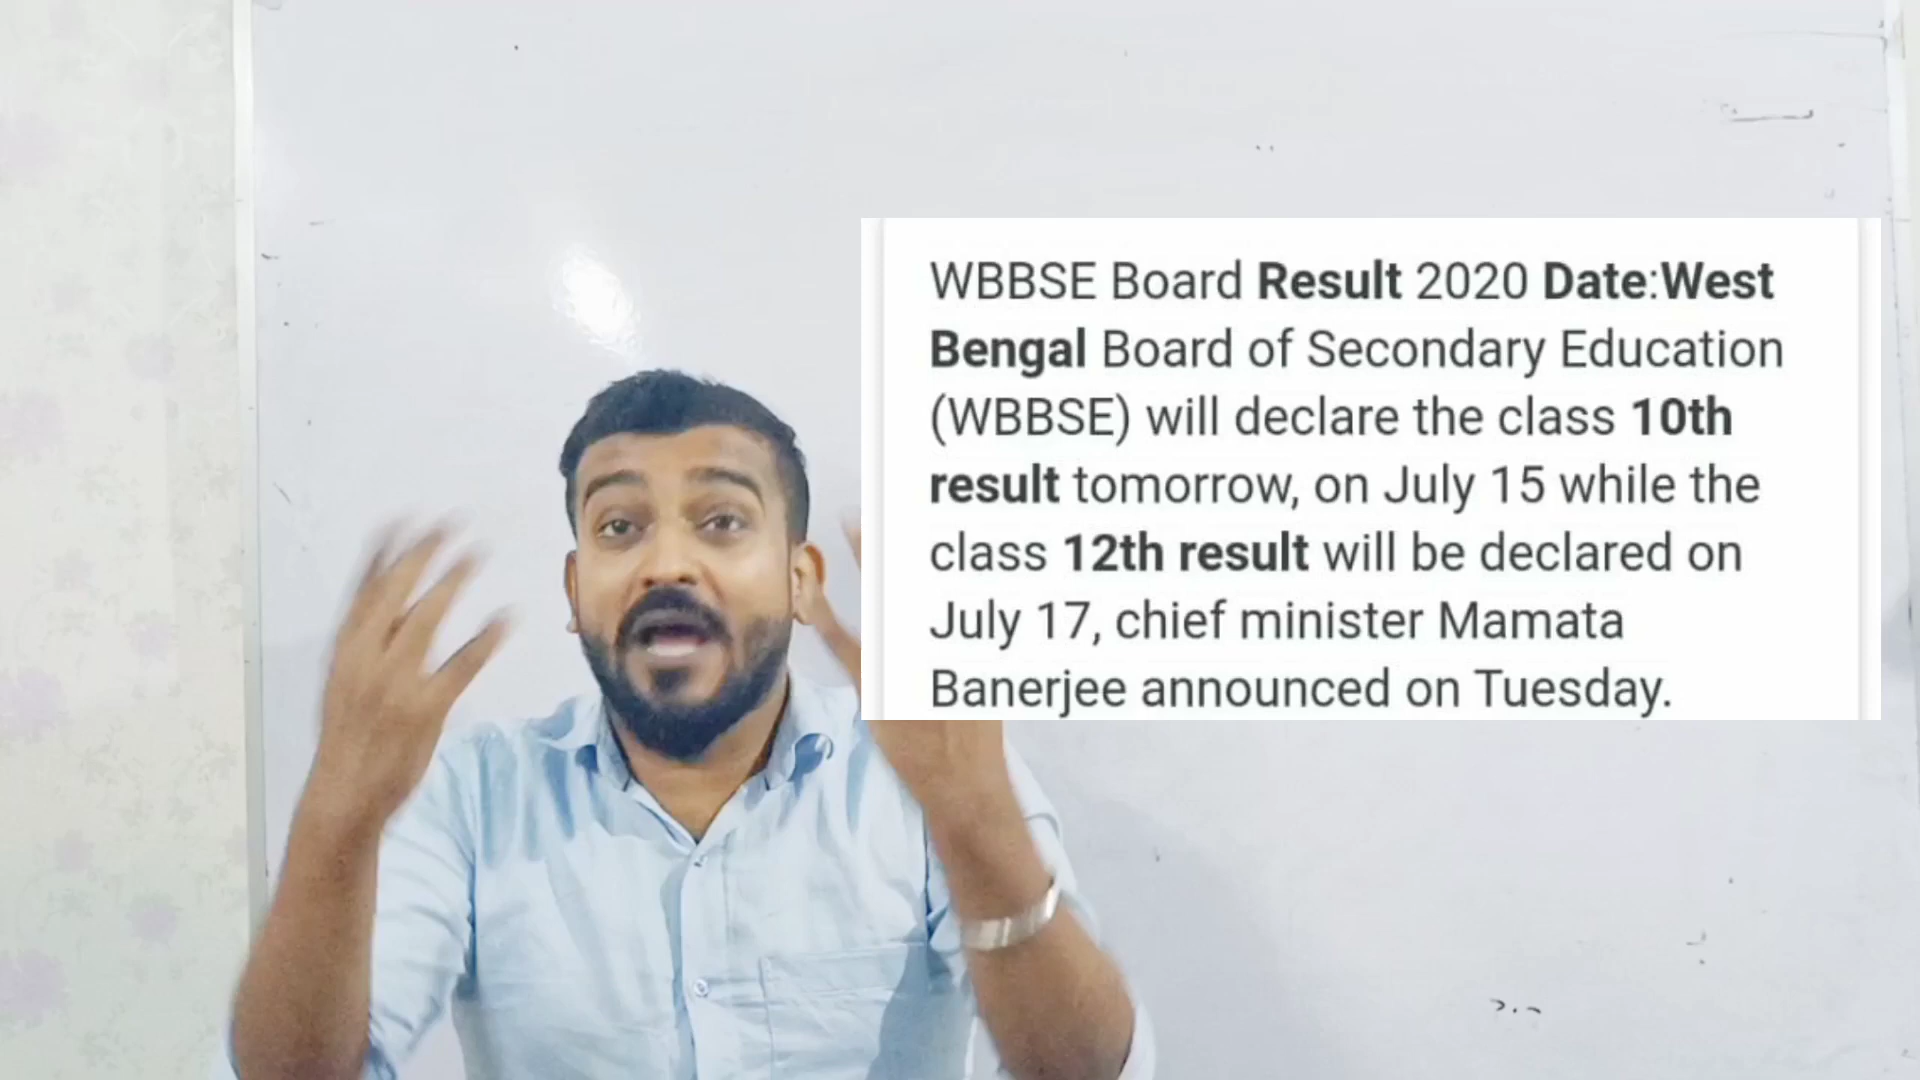 WBBSE Board Result 2020 Date:West
Bengal Board of Secondary Education
(WBBSE) will declare the class 10th
result tomorrow, on July 15 while the
class 12th result will be declared on
July 17, chief minister Mamata
Banerjee announced on Tuesday.